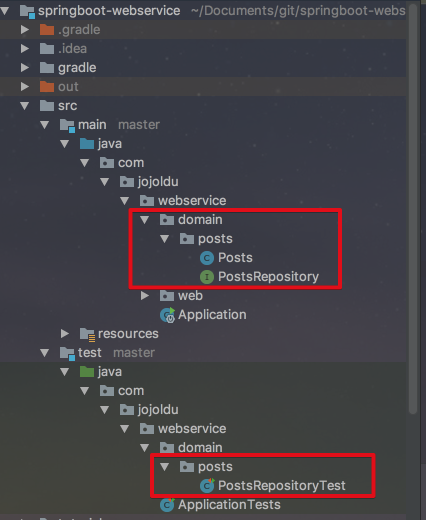 springboot-webservice ~/Documents/git/springboot-webs
.gradle
.idea
gradle
out
src
main master
java
com
jojoldu
webservice
domain
posts
Posts
PostsRepository
web
Application
resources
test master
java
com
jojoldu
webservice
domain
posts
PostsRepositoryTest
ApplicationTests